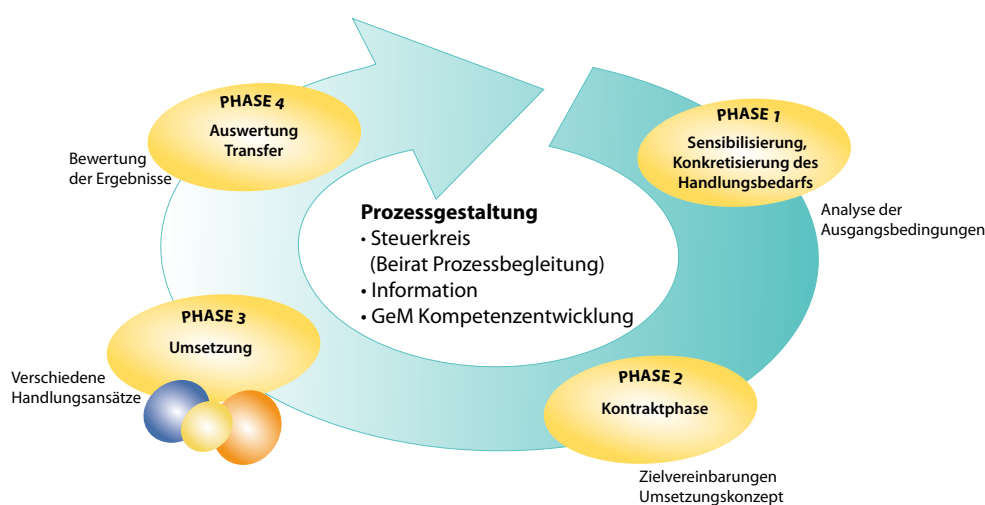 PHASE 1
Sensibilisierung,
Konkretisierung des
Handlungsbedarfs
Analyse der
Ausgangsbedingungen
PHASE 2
Kontraktphase
Zielvereinbarungen
Umsetzungskonzept
PHASE 3
Umsetzung
Verschiedene
Handlungsansätze
PHASE 4
Auswertung
Transfer
Bewertung
der Ergebnisse
Prozessgestaltung
• Steuerkreis
(Beirat Prozessbegleitung)
• Information
• GeM Kompetenzentwicklung